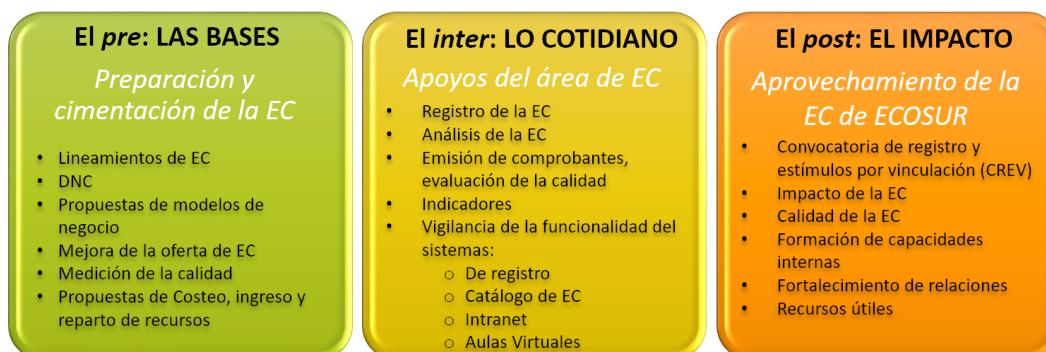 El pre: LAS BASES
Preparación y
cimentación de la EC
• Lineamientos de EC
• DNC
• Propuestas de modelos de
negocio
• Mejora de la oferta de EC
• Medición de la calidad
• Propuestas de Costeo, ingreso y
reparto de recursos
El inter: LO COTIDIANO
Apoyos del área de EC
• Registro de la EC
• Análisis de la EC
• Emisión de comprobantes,
evaluación de la calidad
• Indicadores
• Vigilancia de la funcionalidad del
sistemas:
o De registro
o Catálogo de EC
o Intranet
o Aulas Virtuales
El post: EL IMPACTO
Aprovechamiento de la
EC de ECOSUR
• Convocatoria de registro y
estímulos por vinculación (CREV)
• Impacto de la EC
• Calidad de la EC
• Formación de capacidades
internas
• Fortalecimiento de relaciones
• Recursos útiles